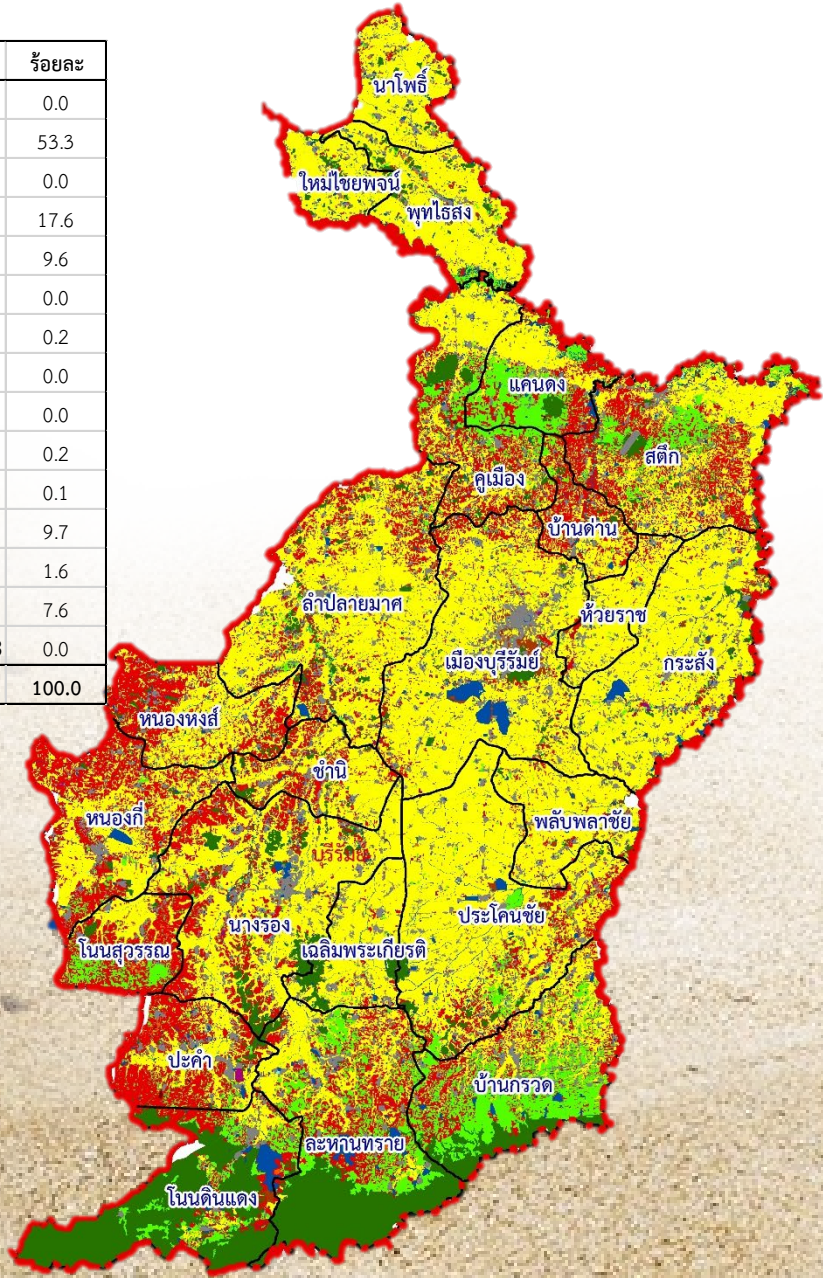 ร้อยละ
0.0
53.3
0.0
17.6
9.6
0.0
0.2
0.0
0.0
0.2
0.1
9.7
1.6
7.6
0.0
100.0
นาโพธิ์
ใหม่ไชยพจน์
พุทไธสง
แคนดง
สตึก
คูเมือง
บ้านด่าน
ลำปลายมาศ
ห้วยราช
เมืองบุรีรัมย์
กระสัง
หนองหงส์
ชำนิ
หนองกี่
พลับพลาชัย
บุรีรัมย์
ประโคนชัย
นางรอง
โนนสุวรรณ
เฉลิมพระเกียรติ
ปะคำ
บ้านกรวด
ละหานทราย
โนนดินแดง